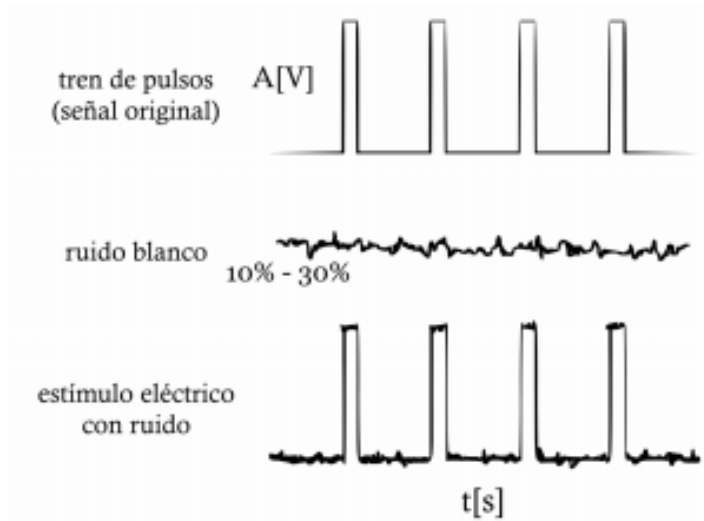 tren de pulsos
(señal original)
A[V]
ruido blanco
10% - 30%
estímulo eléctrico
con ruido
t[s]